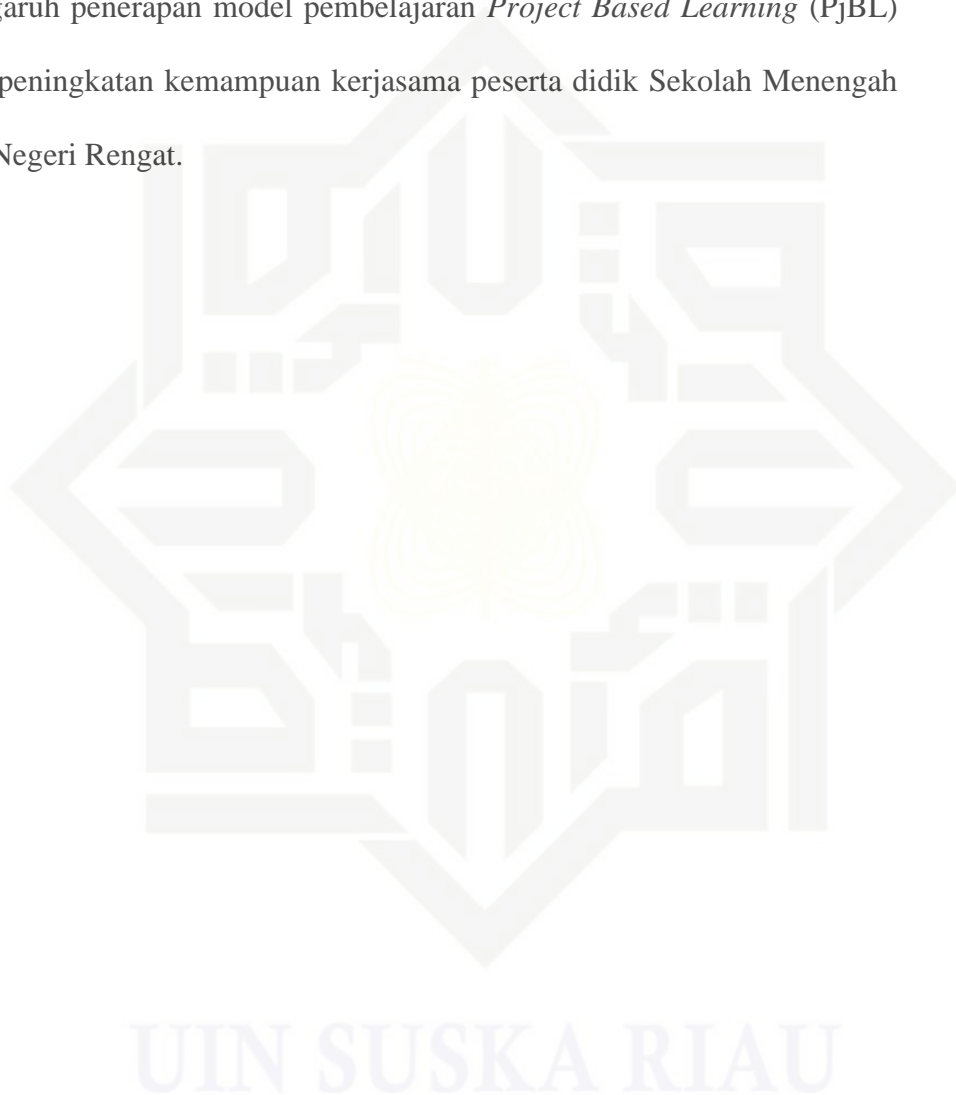 garuh penerapan model pembelajaran Project Based Learning (PjBL)
peningkatan kemampuan kerjasama peserta didik Sekolah Menengah
Negeri Rengat.
UIN SUSKA RIAU